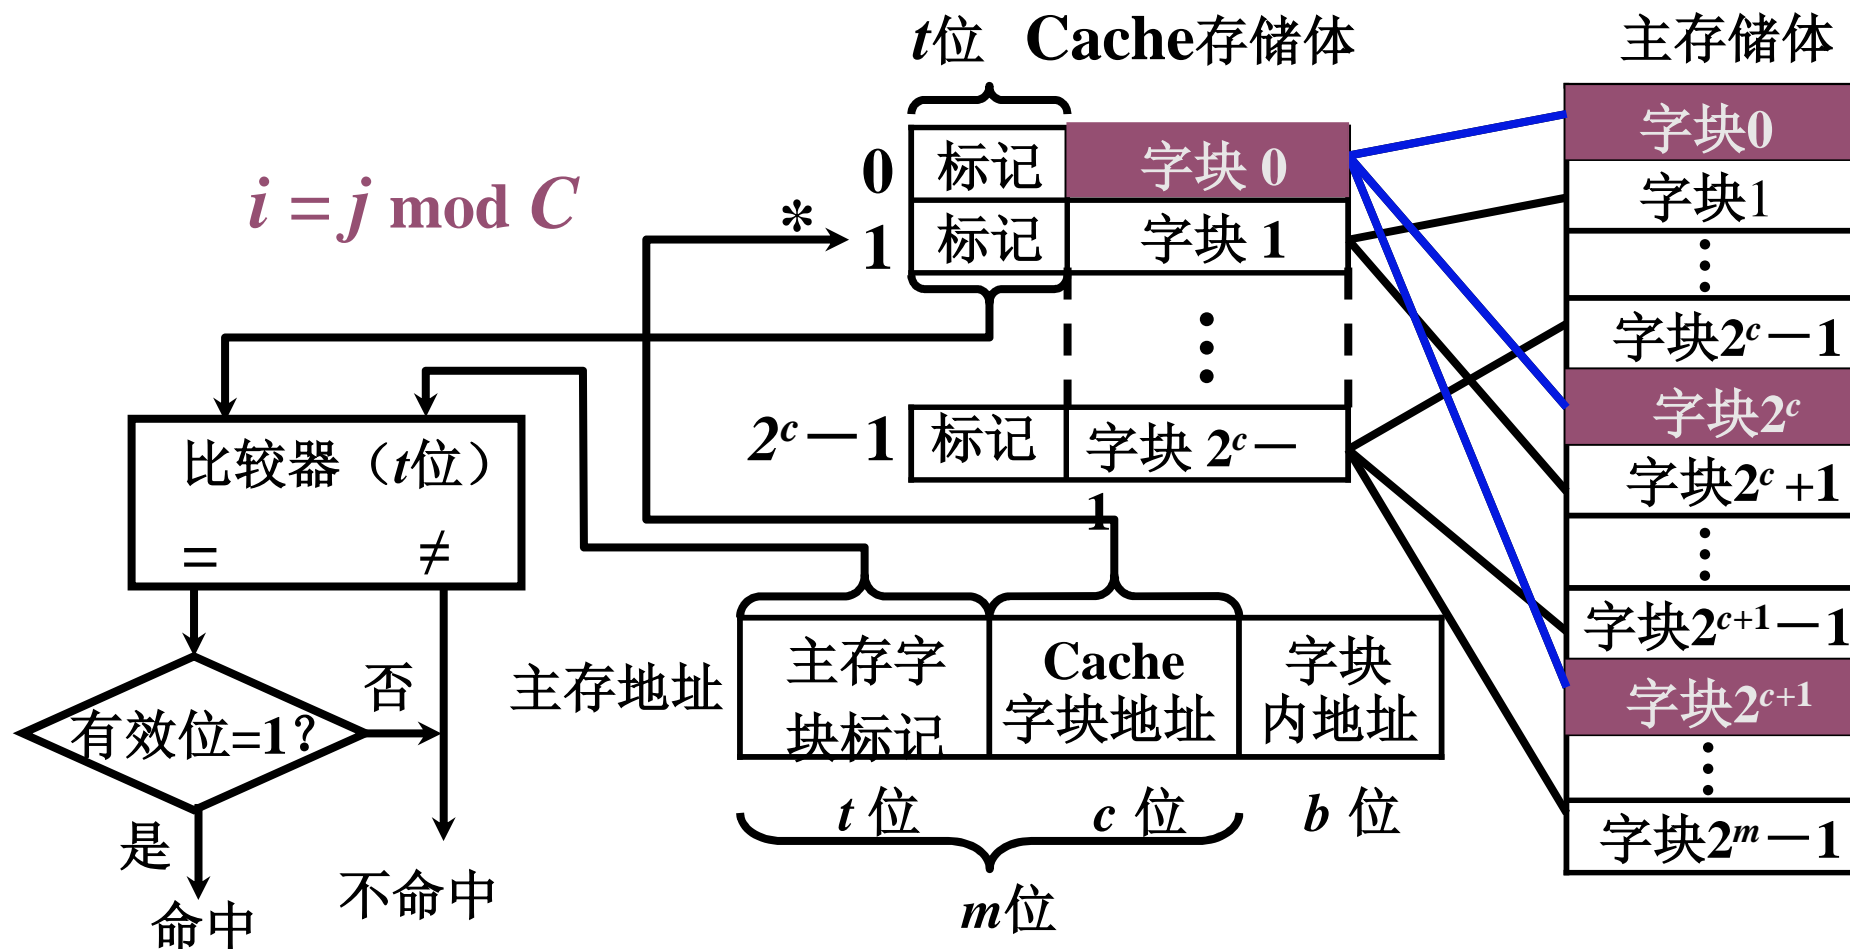 t位 Cache存储体 主存储体
字块0
0 标记 字块 0
i = j mod C
字块1
*
1 标记 字块 1
⋮
⋮
字块2ᶜ－1
字块2ᶜ
2ᶜ－1 标记 字块 2ᶜ－
1
比较器（t位）
字块2ᶜ +1
= ≠
⋮
字块2ᶜ⁺¹－1
主存地址
主存字
块标记
Cache
字块地址
字块
内地址
否
有效位=1?
字块2ᶜ⁺¹
⋮
t 位 c 位 b 位
字块2ᵐ－1
是
不命中
命中
m位